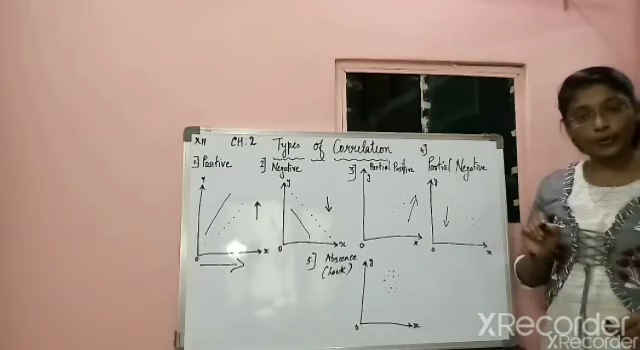 XII CH:2 Types of Correlation
1] Positive
2] Negative
3] Partial Positive
4]
Partial Negative
Y
X
O
y
x
O
y
x
O
y
x
O
5] Absence
(Lack)
y
x
O
XRecorder
XRecorder